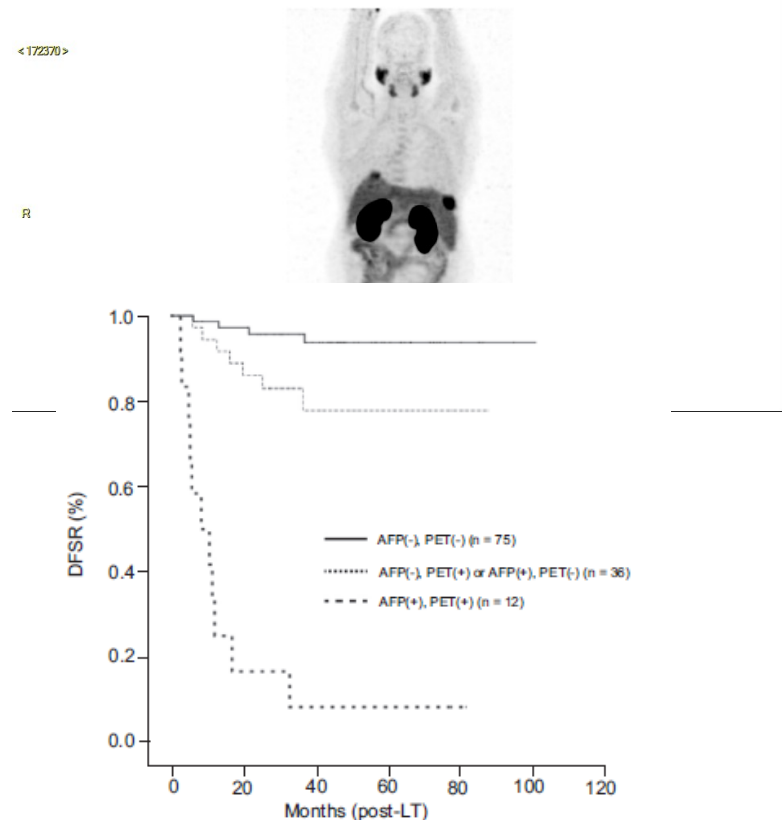 <172370>
R
1.0
0.8
0.6
0.4
0.2
0.0
DFSR (%)
AFP(-), PET(-) (n = 75)
AFP(-), PET(+) or AFP(+), PET(-) (n = 36)
AFP(+), PET(+) (n = 12)
0 20 40 60 80 100 120
Months (post-LT)